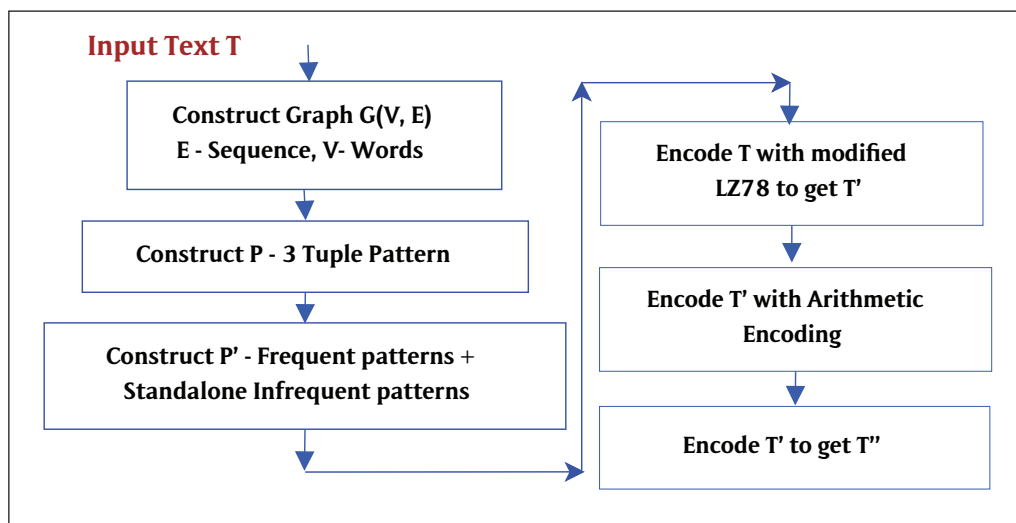 Input Text T
Construct Graph G(V, E)
E - Sequence, V- Words
Construct P - 3 Tuple Pattern
Construct P’ - Frequent patterns +
Standalone Infrequent patterns
Encode T with modified
LZ78 to get T’
Encode T’ with Arithmetic
Encoding
Encode T’ to get T’’